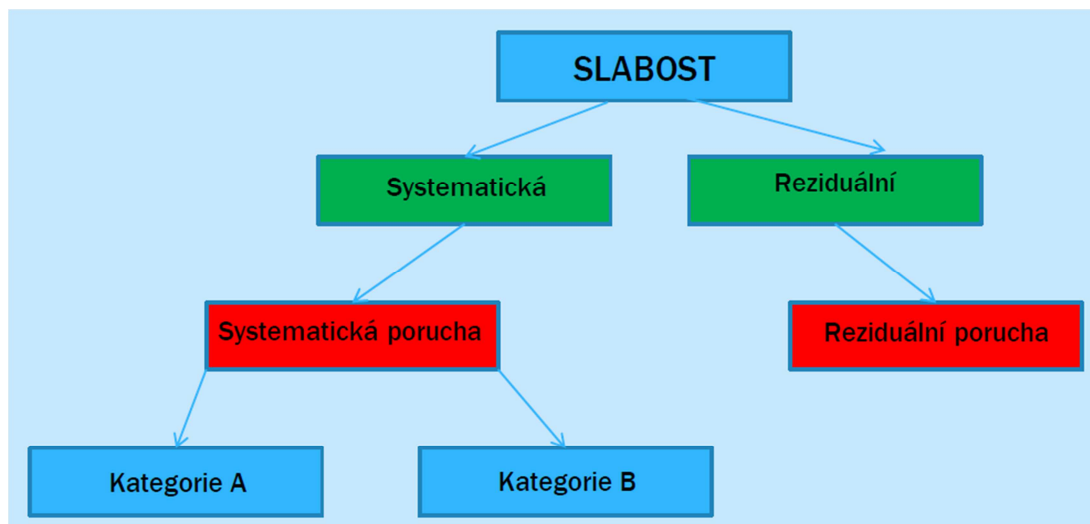 SLABOST
Systematická
Reziduální
Systematická porucha
Reziduální porucha
Kategorie A
Kategorie B